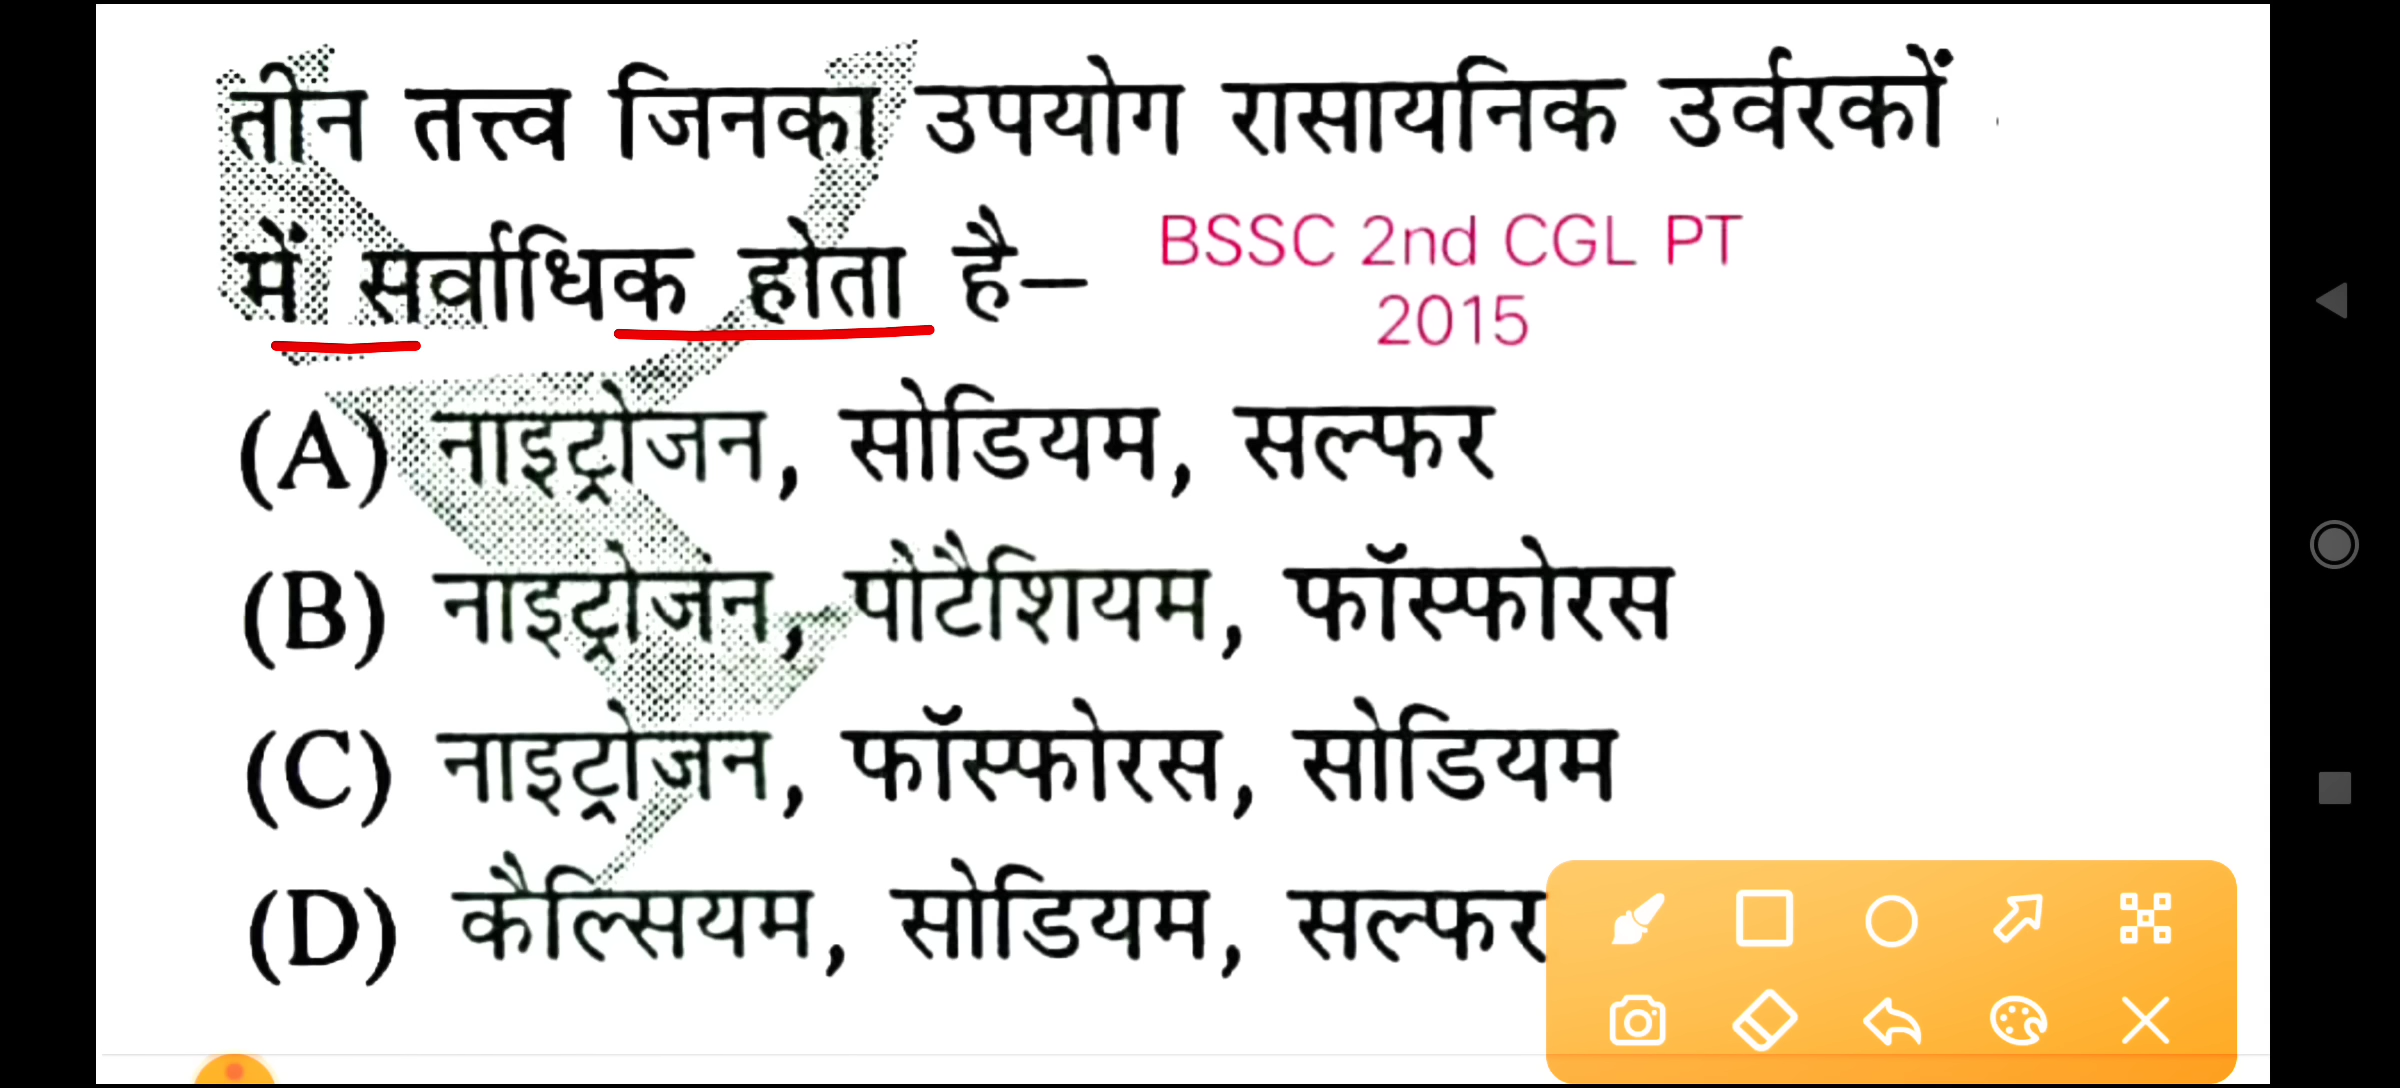 तीन तत्त्व जिनका उपयोग रासायनिक उर्वरकों
में सर्वाधिक होता है–
BSSC 2nd CGL PT
2015
(A) नाइट्रोजन, सोडियम, सल्फर
(B) नाइट्रोजन, पोटैशियम, फॉस्फोरस
(C) नाइट्रोजन, फॉस्फोरस, सोडियम
(D) कैल्सियम, सोडियम, सल्फर